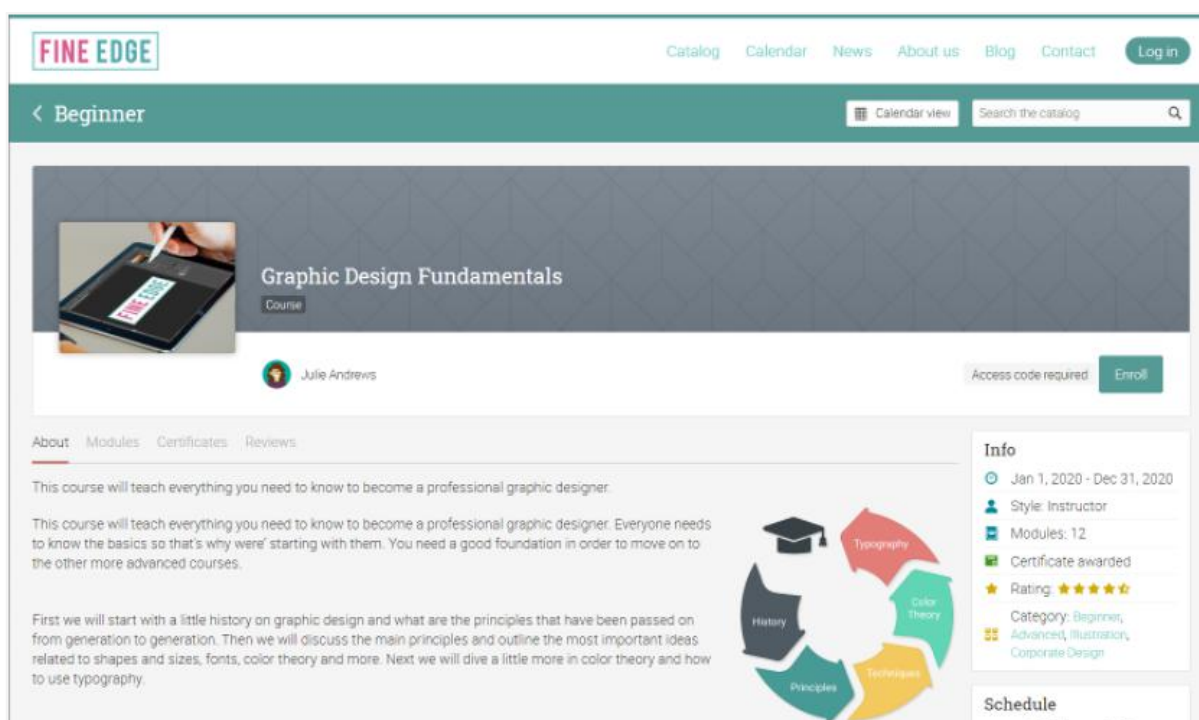 FINE EDGE
Catalog Calendar News About us Blog Contact Log in
< Beginner
Calendar view
Search the catalog
FINE EDGE
Graphic Design Fundamentals
Course
Julie Andrews
Access code required
Enroll
About Modules Certificates Reviews
This course will teach everything you need to know to become a professional graphic designer.
This course will teach everything you need to know to become a professional graphic designer. Everyone needs
to know the basics so that's why were' starting with them. You need a good foundation in order to move on to
the other more advanced courses.
First we will start with a little history on graphic design and what are the principles that have been passed on
from generation to generation. Then we will discuss the main principles and outline the most important ideas
related to shapes and sizes, fonts, color theory and more. Next we will dive a little more in color theory and how
to use typography.
Typography
Color
Theory
Techniques
Principles
History
Info
Jan 1, 2020 - Dec 31, 2020
Style: Instructor
Modules: 12
Certificate awarded
Rating:
Category: Beginner,
Advanced, Illustration,
Corporate Design
Schedule